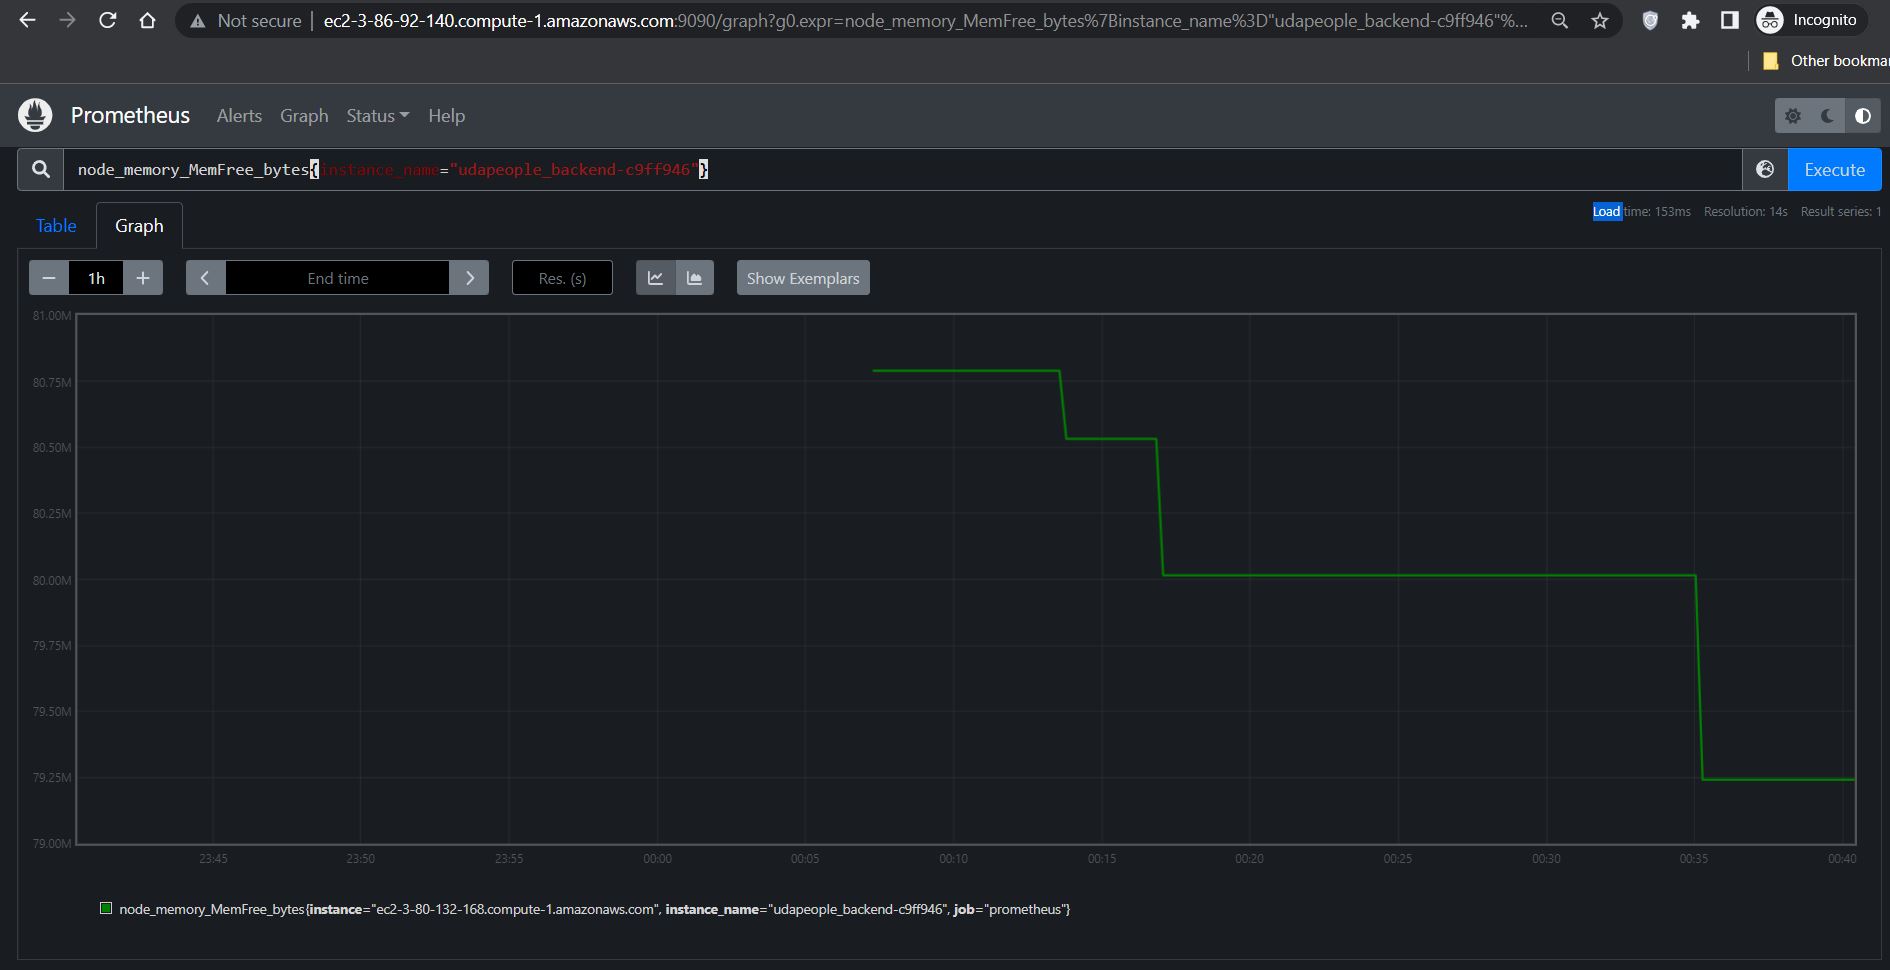 Not secure | ec2-3-86-92-140.compute-1.amazonaws.com:9090/graph?g0.expr=node_memory_MemFree_bytes%7Binstance_name%3D"udapeople_backend-c9ff946"%... Incognito
Other bookmar
Prometheus Alerts Graph Status Help
node_memory_MemFree_bytes{instance_name="udapeople_backend-c9ff946"} Execute
Table Graph Load time: 153ms Resolution: 14s Result series: 1
− 1h + End time Res. (s) Show Exemplars
81.00M
80.75M
80.50M
80.25M
80.00M
79.75M
79.50M
79.25M
79.00M
23:45 23:50 23:55 00:00 00:05 00:10 00:15 00:20 00:25 00:30 00:35 00:40
node_memory_MemFree_bytes{instance="ec2-3-80-132-168.compute-1.amazonaws.com", instance_name="udapeople_backend-c9ff946", job="prometheus"}